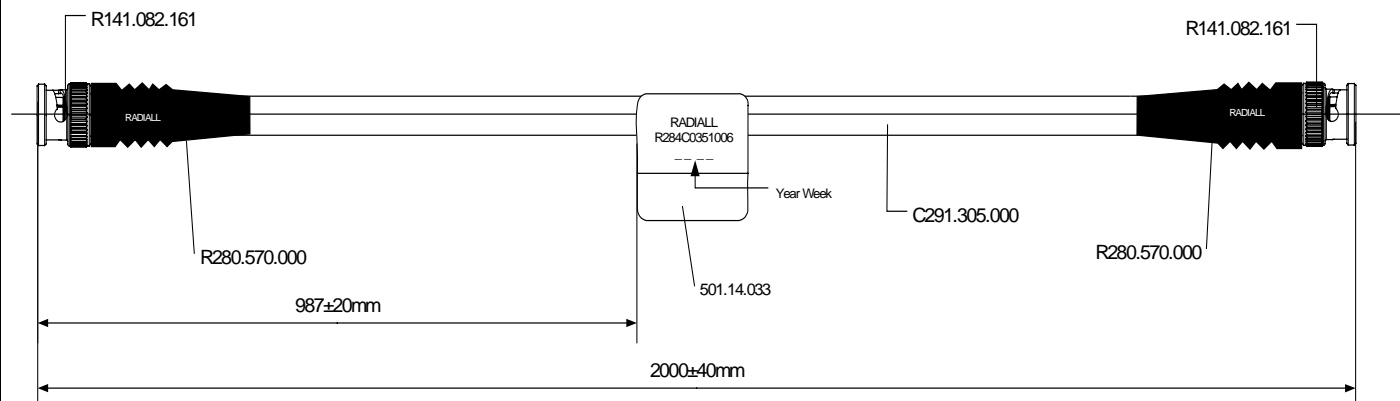 R141.082.161
R141.082.161
RADIALL
RADIALL
RADIALL
R284C0351006
_ _ _ _
Year Week
C291.305.000
R280.570.000
R280.570.000
501.14.033
987±20mm
2000±40mm